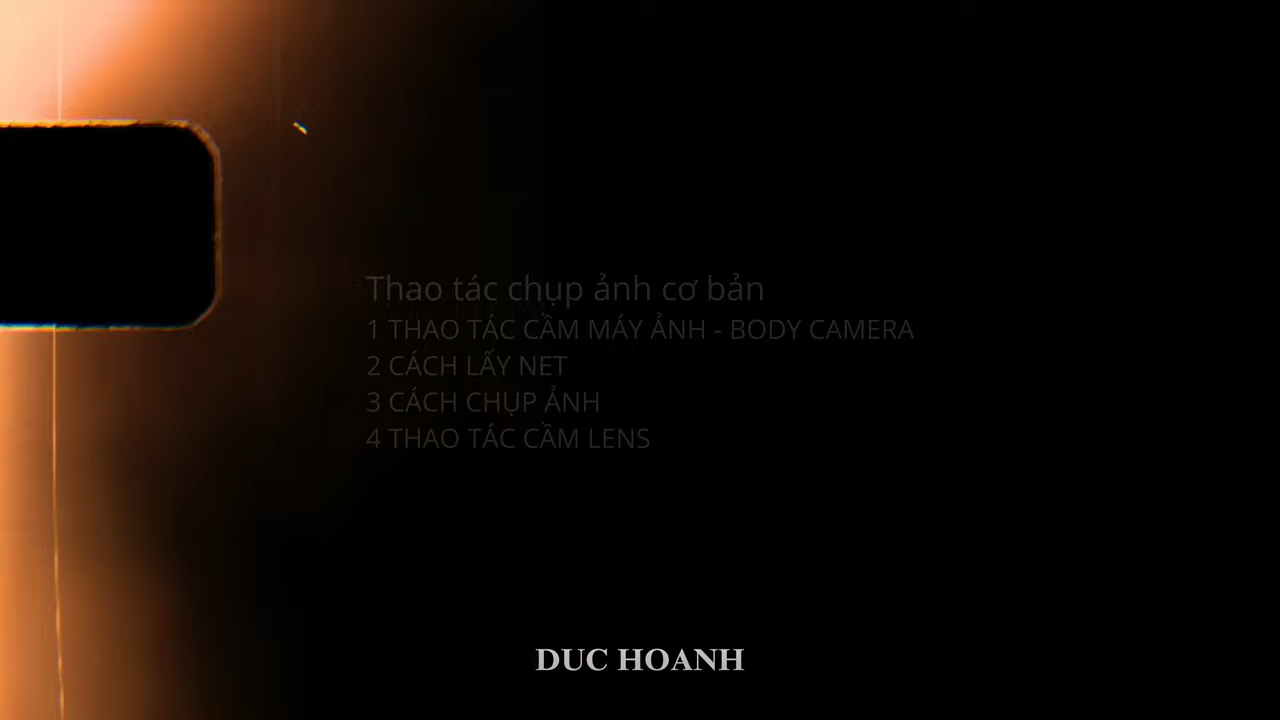 Thao tác chụp ảnh cơ bản
1 THAO TÁC CẦM MÁY ẢNH - BODY CAMERA
2 CÁCH LẤY NET
3 CÁCH CHỤP ẢNH
4 THAO TÁC CẦM LENS
DUC HOANH